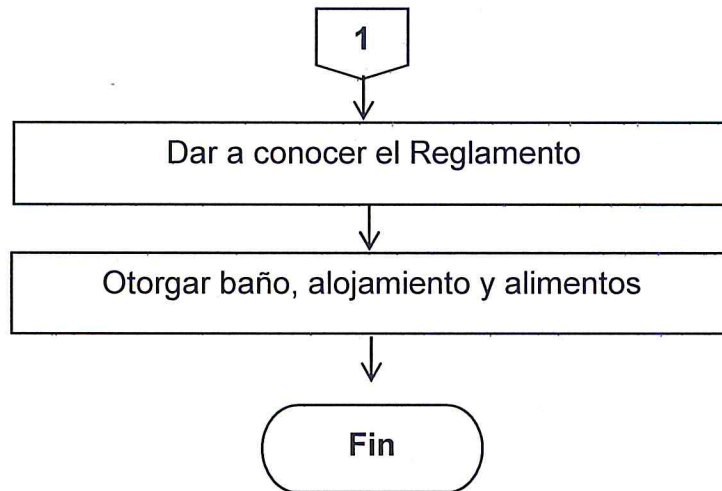 1
Dar a conocer el Reglamento
Otorgar baño, alojamiento y alimentos
Fin